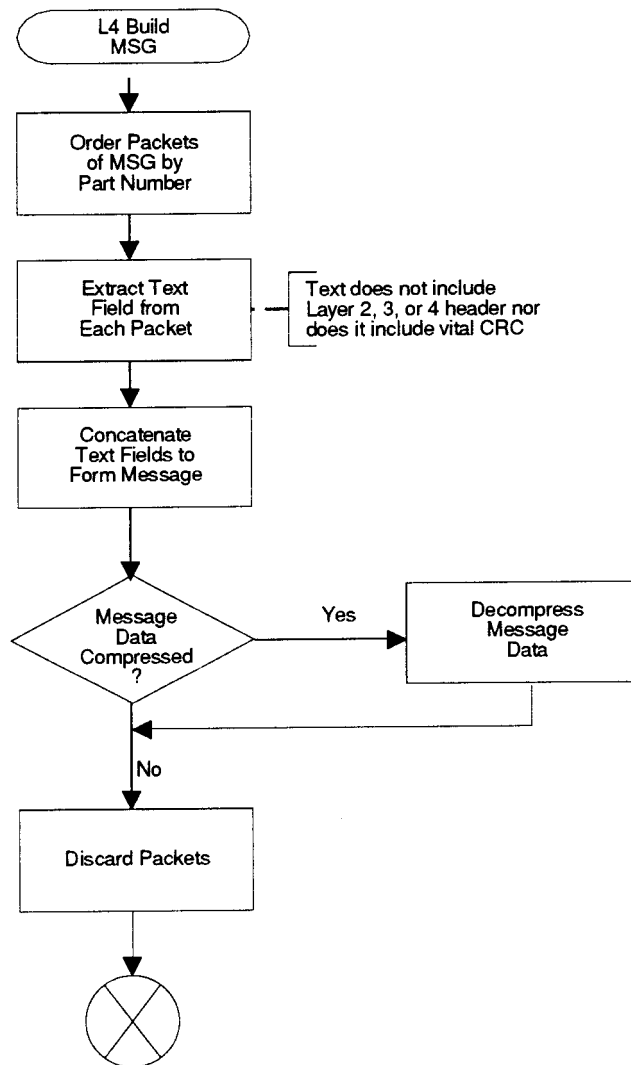 L4 Build
MSG
Order Packets
of MSG by
Part Number
Extract Text
Field from
Each Packet
Text does not include
Layer 2, 3, or 4 header nor
does it include vital CRC
Concatenate
Text Fields to
Form Message
Message
Data
Compressed
?
Yes
Decompress
Message
Data
No
Discard Packets